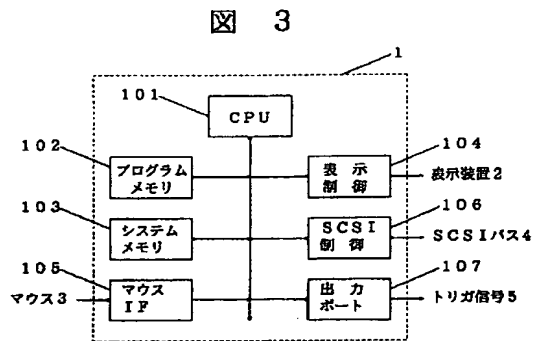 図 3
1
101
CPU
102
プログラム
メモリ
104
表示
制御
表示装置2
103
システム
メモリ
106
SCSI
制御
SCSIバス4
105
マウス3
マウス
IF
107
出力
ポート
トリガ信号5